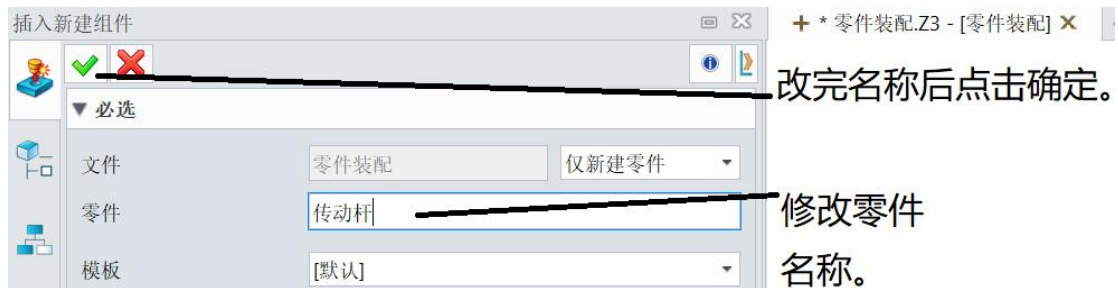 插入新建组件
+ * 零件装配.Z3 - [零件装配] X
改完名称后点击确定。
▼ 必选
文件 零件装配 仅新建零件
零件 传动杆
修改零件
名称。
模板 [默认]